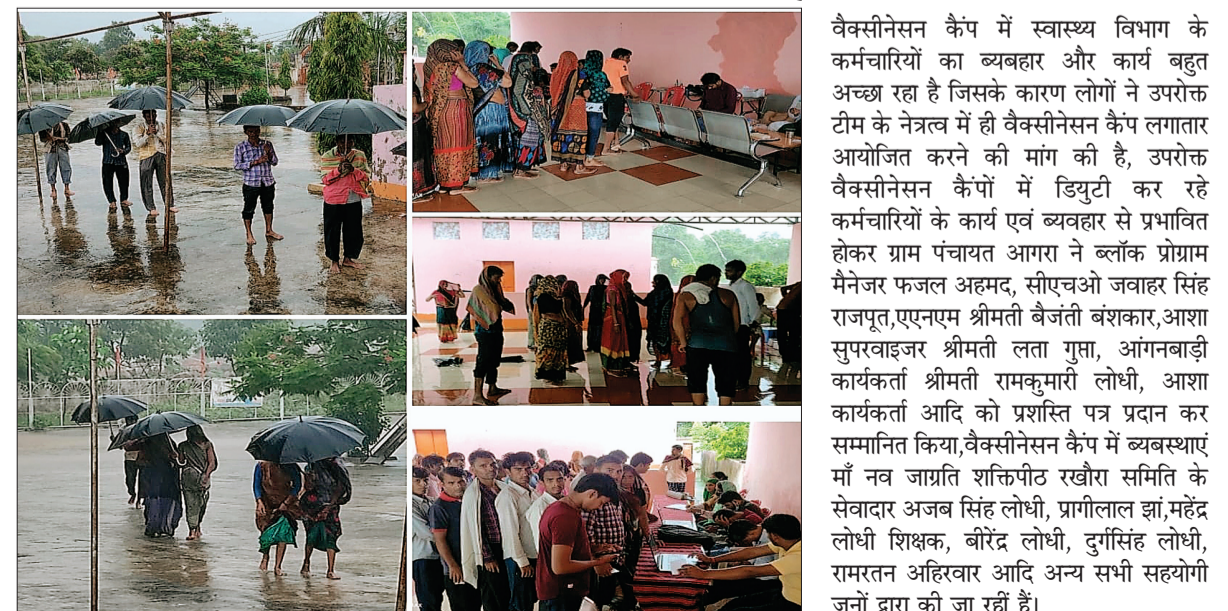 वैक्सीनेसन कैंप में स्वास्थ्य विभाग के
कर्मचारियों का ब्यबहार और कार्य बहुत
अच्छा रहा है जिसके कारण लोगों ने उपरोक्त
टीम के नेत्रत्व में ही वैक्सीनेसन कैंप लगातार
आयोजित करने की मांग की है, उपरोक्त
वैक्सीनेसन कैंपों में डियुटी कर रहे
कर्मचारियों के कार्य एवं ब्यवहार से प्रभावित
होकर ग्राम पंचायत आगरा ने ब्लॉक प्रोग्राम
मैनेजर फजल अहमद, सीएचओ जवाहर सिंह
राजपूत,एएनएम श्रीमती बैजंती बंशकार,आशा
सुपरवाइजर श्रीमती लता गुप्ता, आंगनबाड़ी
कार्यकर्ता श्रीमती रामकुमारी लोधी, आशा
कार्यकर्ता आदि को प्रशस्ति पत्र प्रदान कर
सम्मानित किया,वैक्सीनेसन कैंप में ब्यबस्थाएं
माँ नव जाग्रति शक्तिपीठ रखौरा समिति के
सेवादार अजब सिंह लोधी, प्रागीलाल झां,महेंद्र
लोधी शिक्षक, बीरेंद्र लोधी, दुर्गसिंह लोधी,
रामरतन अहिरवार आदि अन्य सभी सहयोगी
जनों द्वारा की जा रहीं हैं।